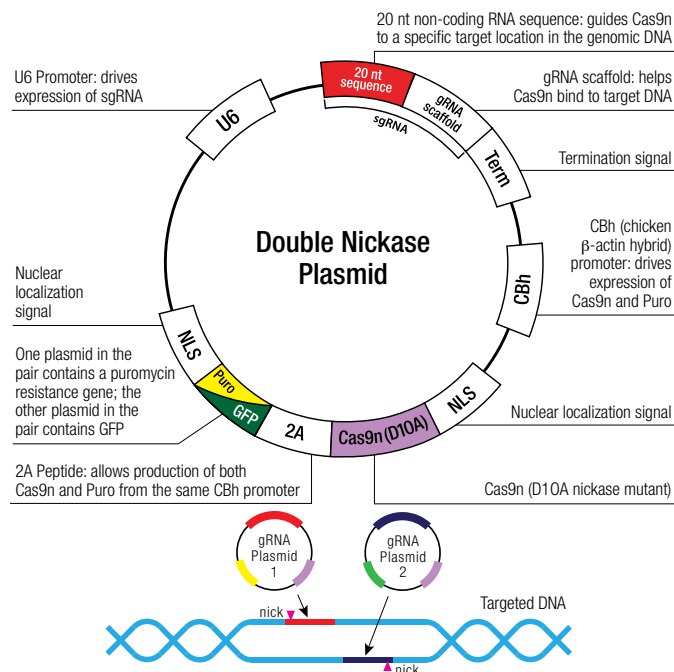 20 nt non-coding RNA sequence: guides Cas9n
to a specific target location in the genomic DNA
U6 Promoter: drives
expression of sgRNA
gRNA scaffold: helps
Cas9n bind to target DNA
20 nt
sequence
gRNA
scaffold
sgRNA
U6
Term
Termination signal
Double Nickase
Plasmid
CBh (chicken
β-actin hybrid)
promoter: drives
expression of
Cas9n and Puro
CBh
Nuclear
localization
signal
NLS
Puro
GFP
2A
Cas9n (D10A)
NLS
One plasmid in the
pair contains a puromycin
resistance gene; the
other plasmid in the
pair contains GFP
Nuclear localization signal
2A Peptide: allows production of both
Cas9n and Puro from the same CBh promoter
Cas9n (D10A nickase mutant)
gRNA
Plasmid
1
gRNA
Plasmid
2
Targeted DNA
nick
nick